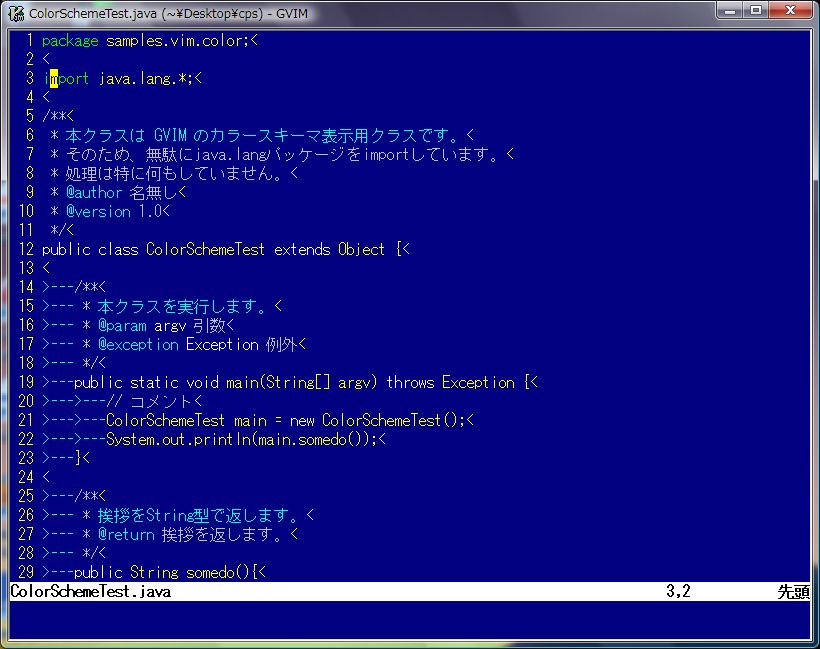 ColorSchemeTest.java (~¥Desktop¥cps) - GVIM
1 package samples.vim.color;<
2 <
3 import java.lang.*;<
4 <
5 /**<
6  * 本クラスは GVIM のカラースキーマ表示用クラスです。<
7  * そのため、無駄にjava.langパッケージをimportしています。<
8  * 処理は特に何もしていません。<
9  * @author 名無し<
10  * @version 1.0<
11  */<
12 public class ColorSchemeTest extends Object {<
13 <
14 >---/**<
15 >--- * 本クラスを実行します。<
16 >--- * @param argv 引数<
17 >--- * @exception Exception 例外<
18 >--- */<
19 >---public static void main(String[] argv) throws Exception {<
20 >--->---// コメント<
21 >--->---ColorSchemeTest main = new ColorSchemeTest();<
22 >--->---System.out.println(main.somedo());<
23 >---}<
24 <
25 >---/**<
26 >--- * 挨拶をString型で返します。<
27 >--- * @return 挨拶を返します。<
28 >--- */<
29 >---public String somedo(){<
ColorSchemeTest.java 3,2 先頭